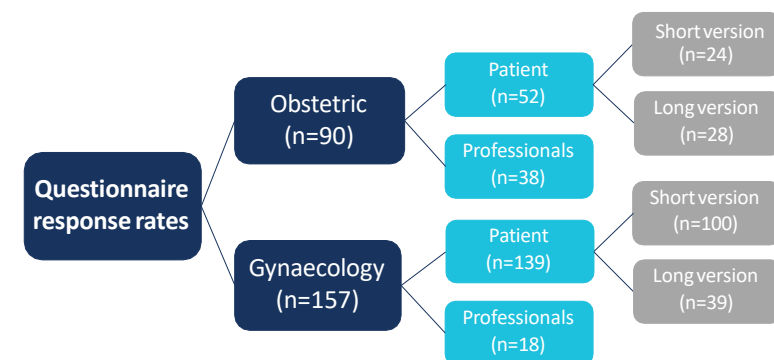 Questionnaire
response rates
Obstetric
(n=90)
Patient
(n=52)
Short version
(n=24)
Long version
(n=28)
Professionals
(n=38)
Gynaecology
(n=157)
Patient
(n=139)
Short version
(n=100)
Long version
(n=39)
Professionals
(n=18)